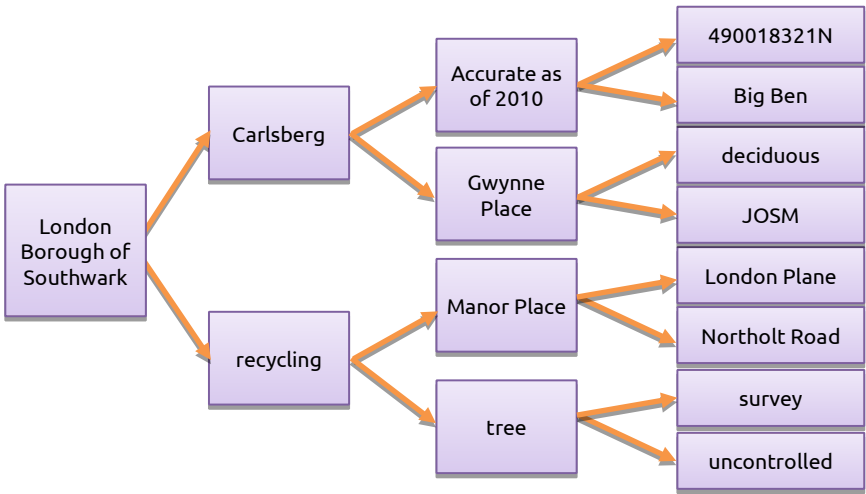 London
Borough of
Southwark
Carlsberg
recycling
Accurate as
of 2010
Gwynne
Place
Manor Place
tree
490018321N
Big Ben
deciduous
JOSM
London Plane
Northolt Road
survey
uncontrolled